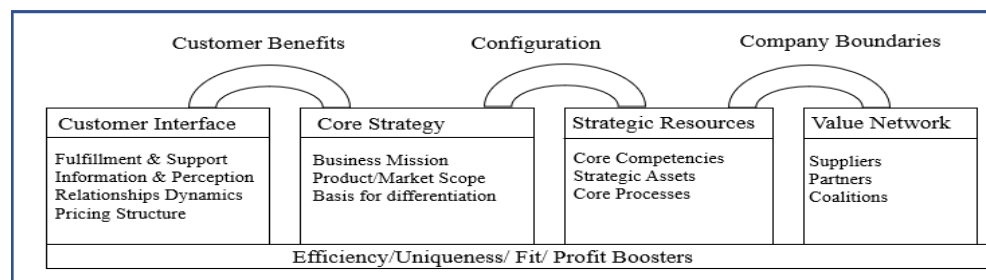 Customer Benefits
Configuration
Company Boundaries
Customer Interface
Fulfillment & Support
Information & Perception
Relationships Dynamics
Pricing Structure
Core Strategy
Business Mission
Product/Market Scope
Basis for differentiation
Strategic Resources
Core Competencies
Strategic Assets
Core Processes
Value Network
Suppliers
Partners
Coalitions
Efficiency/Uniqueness/ Fit/ Profit Boosters